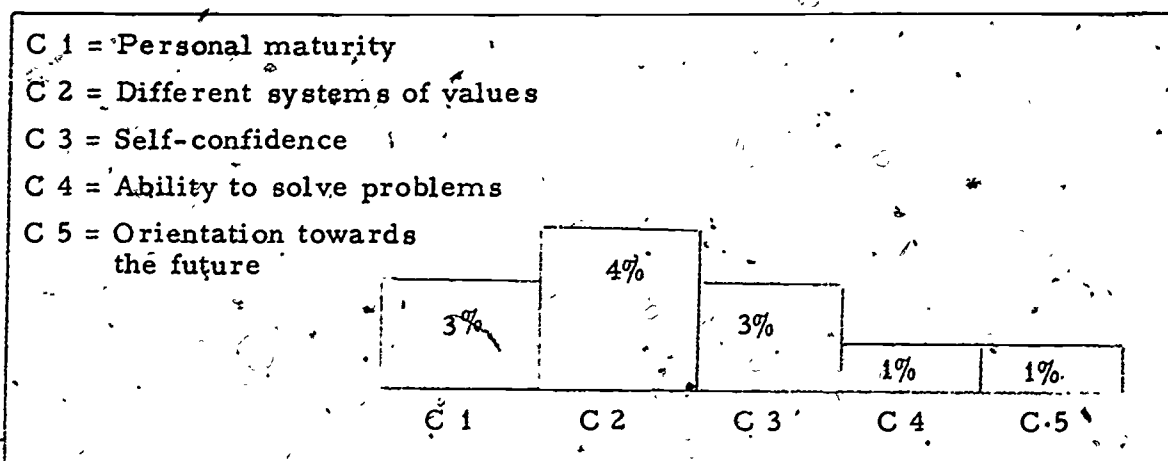 C 1 = Personal maturity
C 2 = Different systems of values
C 3 = Self-confidence
C 4 = Ability to solve problems
C 5 = Orientation towards
the future
4%
3%
3%
1%
1%
C 1
C 2
C 3
C 4
C 5